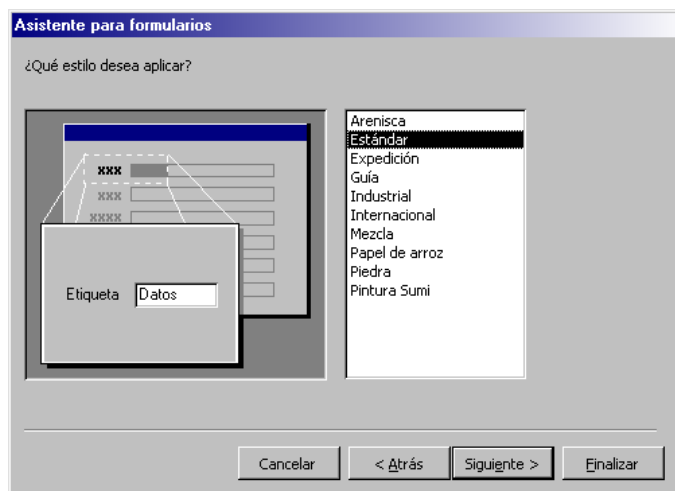 Asistente para formularios
¿Qué estilo desea aplicar?
xxx
xxx
xxxx
Etiqueta Datos
Arenisca
Estándar
Expedición
Guía
Industrial
Internacional
Mezcla
Papel de arroz
Piedra
Pintura Sumi
Cancelar < Atrás Siguiente > Finalizar